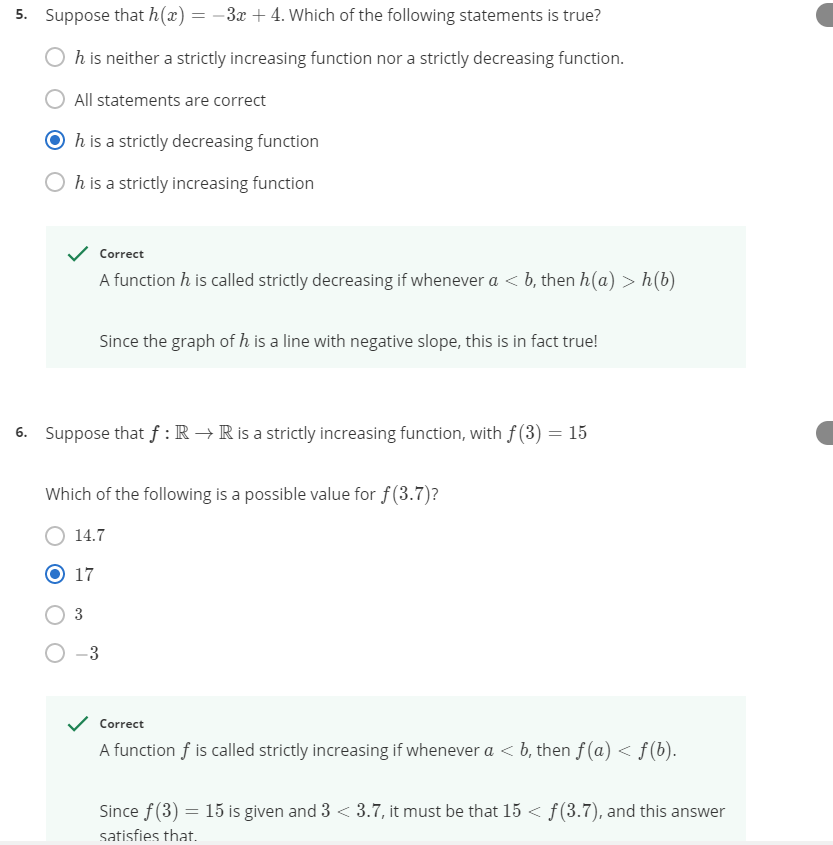 5. Suppose that h(x) = −3x + 4. Which of the following statements is true?
h is neither a strictly increasing function nor a strictly decreasing function.
All statements are correct
h is a strictly decreasing function
h is a strictly increasing function
Correct
A function h is called strictly decreasing if whenever a < b, then h(a) > h(b)
Since the graph of h is a line with negative slope, this is in fact true!
6. Suppose that f : ℝ → ℝ is a strictly increasing function, with f(3) = 15
Which of the following is a possible value for f(3.7)?
14.7
17
3
−3
Correct
A function f is called strictly increasing if whenever a < b, then f(a) < f(b).
Since f(3) = 15 is given and 3 < 3.7, it must be that 15 < f(3.7), and this answer
satisfies that.